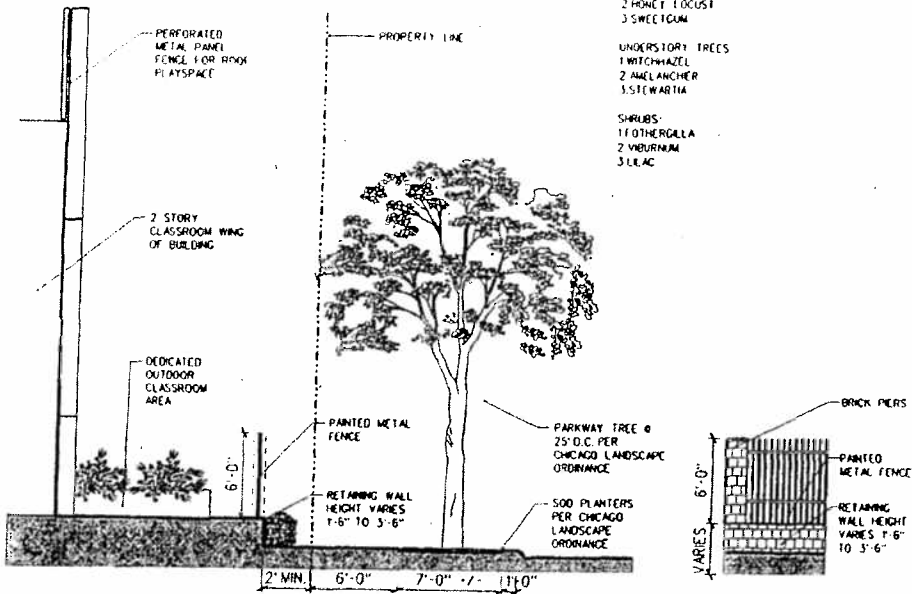 2 HONEY LOCUST
3 SWEETGUM
UNDERSTORY TREES
1 WITCHHAZEL
2 AMELANCHER
3.STEWARTIA
SHRUBS:
1 FOTHERGILLA
2 VIBURNUM
3 LILAC
PERFORATED
METAL PANEL
FENCE FOR ROOF
PLAYSPACE
PROPERTY LINE
2 STORY
CLASSROOM WING
OF BUILDING
DEDICATED
OUTDOOR
CLASSROOM
AREA
6'-0"
PAINTED METAL
FENCE
RETAINING WALL
HEIGHT VARIES
1'-6" TO 3'-6"
PARKWAY TREE @
25' O.C. PER
CHICAGO LANDSCAPE
ORDINANCE
SOD PLANTERS
PER CHICAGO
LANDSCAPE
ORDINANCE
2' MIN.
6'-0"
7'-0" +/-
1'-0"
BRICK PIERS
PAINTED
METAL FENCE
RETAINING
WALL HEIGHT
VARIES 1'-6"
TO 3'-6"
6'-0"
VARIES